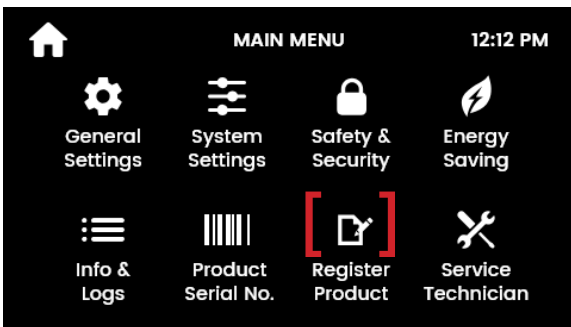 MAIN MENU 12:12 PM
General System Safety & Energy
Settings Settings Security Saving
Info & Product Register Service
Logs Serial No. Product Technician